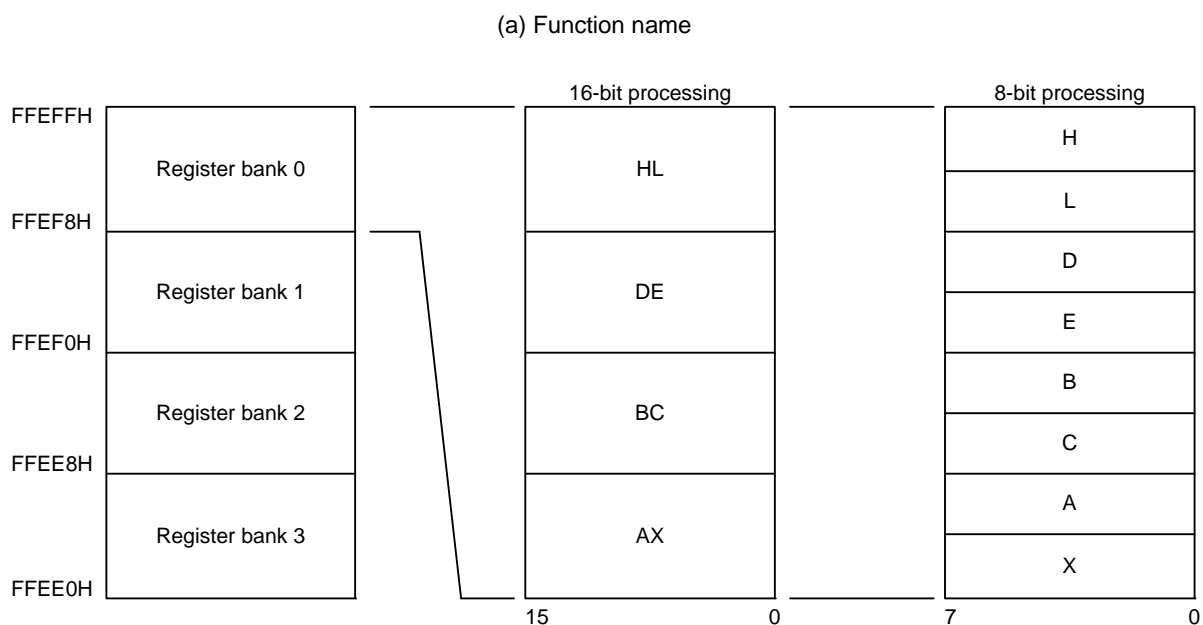 (a) Function name
16-bit processing
8-bit processing
FFEFFH
Register bank 0
HL
H
L
FFEF8H
Register bank 1
DE
D
E
FFEF0H
Register bank 2
BC
B
C
FFEE8H
Register bank 3
AX
A
X
FFEE0H
15 0
7 0